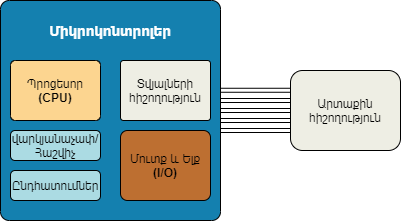 Միկրոկոնտրոլեր
Պրոցեսոր
(CPU)
Տվյալների
հիշողություն
Արտաքին
հիշողություն
վարկյանաչափ/
Հաշվիչ
Մուտք և Ելք
(I/O)
Ընդհատումներ